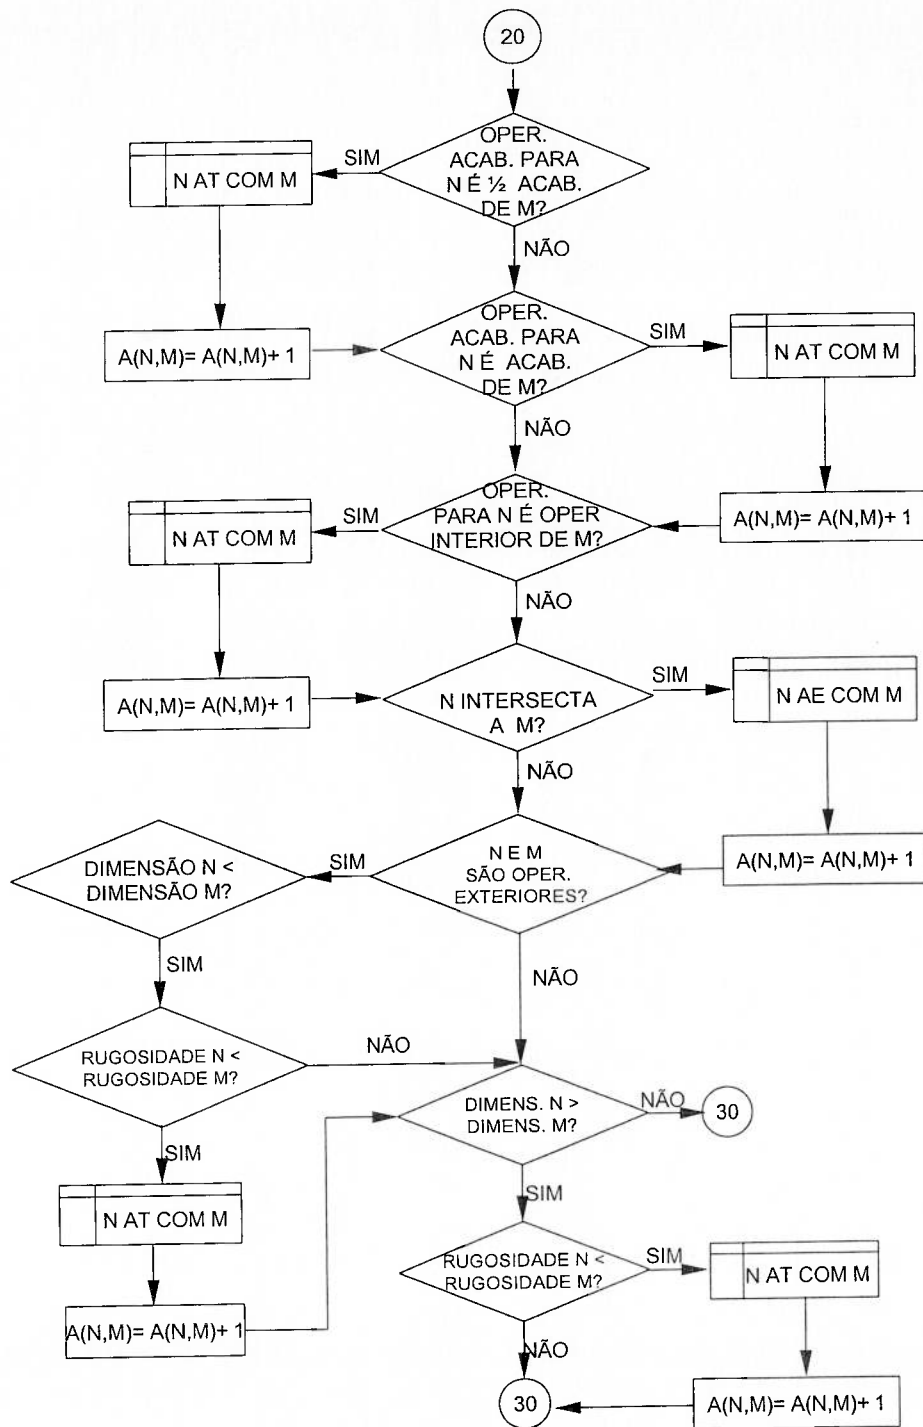 20
OPER.
ACAB. PARA
N É ½ ACAB.
DE M?
SIM
N AT COM M
NÃO
A(N,M)= A(N,M)+ 1
OPER.
ACAB. PARA
N É ACAB.
DE M?
SIM
N AT COM M
NÃO
A(N,M)= A(N,M)+ 1
OPER.
PARA N É OPER
INTERIOR DE M?
SIM
N AT COM M
NÃO
A(N,M)= A(N,M)+ 1
N INTERSECTA
A M?
SIM
N AE COM M
NÃO
A(N,M)= A(N,M)+ 1
N E M
SÃO OPER.
EXTERIORES?
SIM
DIMENSÃO N <
DIMENSÃO M?
SIM
NÃO
RUGOSIDADE N <
RUGOSIDADE M?
NÃO
DIMENS. N >
DIMENS. M?
NÃO
30
SIM
N AT COM M
A(N,M)= A(N,M)+ 1
SIM
RUGOSIDADE N <
RUGOSIDADE M?
SIM
N AT COM M
NÃO
A(N,M)= A(N,M)+ 1
30